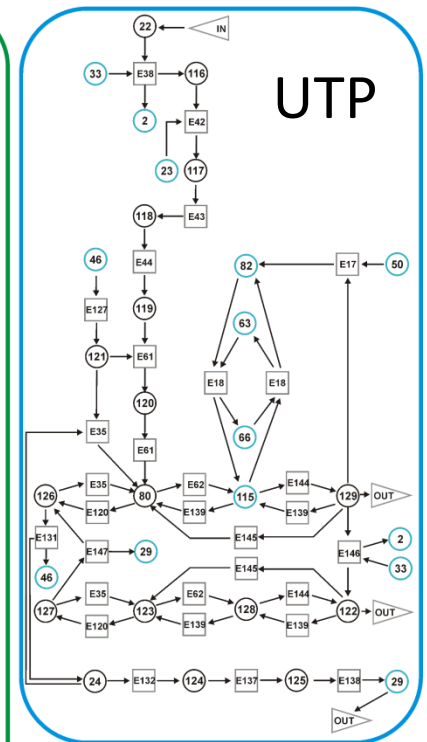 22 IN
33 E38 116
UTP
2 E42
23 117
118 E43
46 E44 82 E17 50
E127 119 63
121 E61 E18 E18
120 66
E35 E61
126 E35 80 E62 115 E144 129 OUT
E120 E139 E139
E131 E147 29 E145 E146 2
46 E145 33
127 E35 123 E62 128 E144 122 OUT
E120 E139 E139
24 E132 124 E137 125 E138 29
OUT